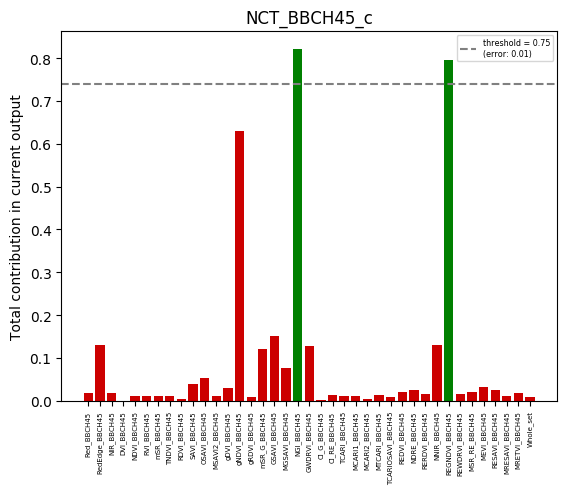 NCT_BBCH45_c
Total contribution in current output
0.8
0.7
0.6
0.5
0.4
0.3
0.2
0.1
0.0
threshold = 0.75
(error: 0.01)
Red_BBCH45
RedEdge_BBCH45
NIR_BBCH45
DVI_BBCH45
NDVI_BBCH45
RVI_BBCH45
mSR_BBCH45
TNDVI_BBCH45
RDVI_BBCH45
SAVI_BBCH45
OSAVI_BBCH45
MSAVI2_BBCH45
gDVI_BBCH45
gNDVI_BBCH45
gRDVI_BBCH45
mSR_G_BBCH45
GSAVI_BBCH45
MGSAVI_BBCH45
NGI_BBCH45
GWDRVI_BBCH45
CI_G_BBCH45
CI_RE_BBCH45
TCARI_BBCH45
MCARI1_BBCH45
MCARI2_BBCH45
MTCARI_BBCH45
TCARIOSAVI_BBCH45
REDVI_BBCH45
NDRE_BBCH45
RERDVI_BBCH45
NNIR_BBCH45
REGNDVI_BBCH45
REWDRVI_BBCH45
MSR_RE_BBCH45
MEVI_BBCH45
RESAVI_BBCH45
MRESAVI_BBCH45
MRETVI_BBCH45
Whole_set